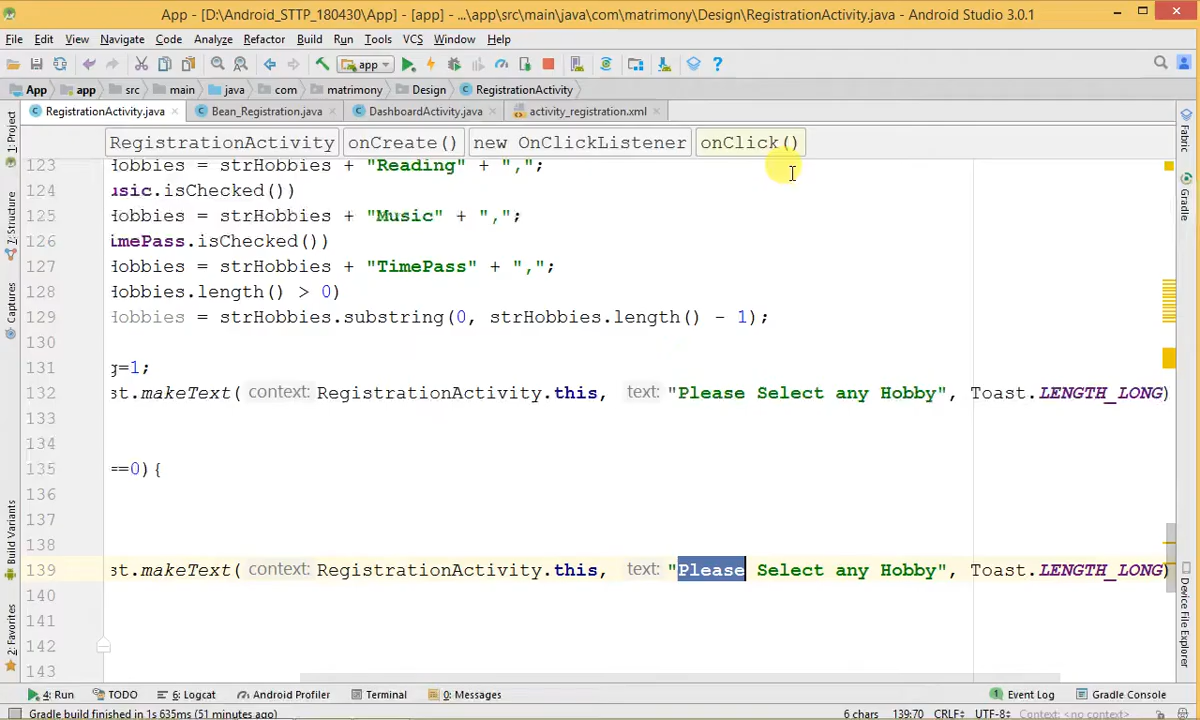 App - [D:\Android_STTP_180430\App] - [app] - ...\app\src\main\java\com\matrimony\Design\RegistrationActivity.java - Android Studio 3.0.1
File Edit View Navigate Code Analyze Refactor Build Run Tools VCS Window Help
app
App app src main java com matrimony Design RegistrationActivity
RegistrationActivity.java Bean_Registration.java DashboardActivity.java activity_registration.xml
RegistrationActivity onCreate() new OnClickListener onClick()
123 Hobbies = strHobbies + "Reading" + ",";
124 usic.isChecked())
125 Hobbies = strHobbies + "Music" + ",";
126 imePass.isChecked())
127 Hobbies = strHobbies + "TimePass" + ",";
128 Hobbies.length() > 0)
129 Hobbies = strHobbies.substring(0, strHobbies.length() - 1);
130
131 g=1;
132 st.makeText( context: RegistrationActivity.this, text: "Please Select any Hobby", Toast.LENGTH_LONG)
133
134
135 ==0){
136
137
138
139 st.makeText( context: RegistrationActivity.this, text: "Please Select any Hobby", Toast.LENGTH_LONG)
140
141
142
143
1: Project
7: Structure
Captures
Build Variants
2: Favorites
Fabric
Gradle
Device File Explorer
4: Run TODO 6: Logcat Android Profiler Terminal 0: Messages 1 Event Log Gradle Console
Gradle build finished in 1s 635ms (51 minutes ago) 6 chars 139:70 CRLF÷ UTF-8÷ Context: <no context>